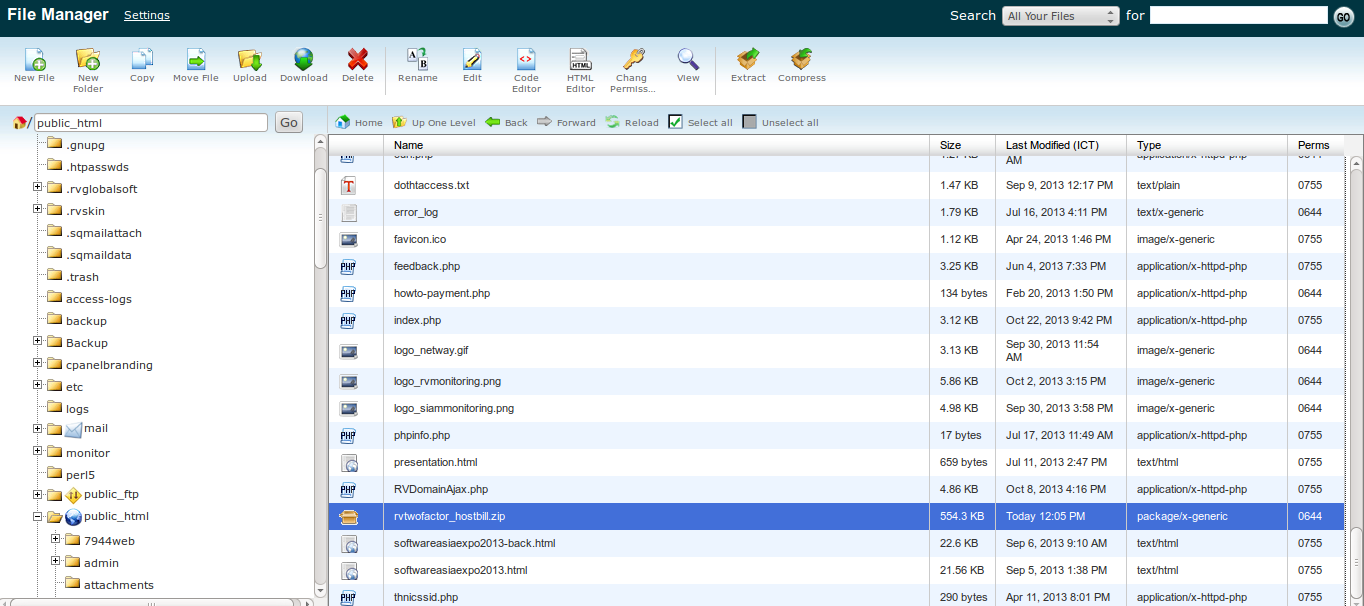 File Manager Settings Search All Your Files for GO
New File New Folder Copy Move File Upload Download Delete Rename Edit Code Editor HTML Editor Chang Permiss... View Extract Compress
/ public_html Go Home Up One Level Back Forward Reload Select all Unselect all
.gnupg
.htpasswds
.rvglobalsoft
.rvskin
.sqmailattach
.sqmaildata
.trash
access-logs
backup
Backup
cpanelbranding
etc
logs
mail
monitor
perl5
public_ftp
public_html
7944web
admin
attachments
Name Size Last Modified (ICT) Type Perms
AM
dothtaccess.txt 1.47 KB Sep 9, 2013 12:17 PM text/plain 0755
error_log 1.79 KB Jul 16, 2013 4:11 PM text/x-generic 0644
favicon.ico 1.12 KB Apr 24, 2013 1:46 PM image/x-generic 0755
PHP feedback.php 3.25 KB Jun 4, 2013 7:33 PM application/x-httpd-php 0755
PHP howto-payment.php 134 bytes Feb 20, 2013 1:50 PM application/x-httpd-php 0644
PHP index.php 3.12 KB Oct 22, 2013 9:42 PM application/x-httpd-php 0755
logo_netway.gif 3.13 KB Sep 30, 2013 11:54 AM image/x-generic 0644
logo_rvmonitoring.png 5.86 KB Oct 2, 2013 3:15 PM image/x-generic 0644
logo_siammonitoring.png 4.98 KB Sep 30, 2013 3:58 PM image/x-generic 0644
PHP phpinfo.php 17 bytes Jul 17, 2013 11:49 AM application/x-httpd-php 0755
presentation.html 659 bytes Jul 11, 2013 2:47 PM text/html 0755
PHP RVDomainAjax.php 4.86 KB Oct 8, 2013 4:16 PM application/x-httpd-php 0755
rvtwofactor_hostbill.zip 554.3 KB Today 12:05 PM package/x-generic 0644
softwareasiaexpo2013-back.html 22.6 KB Sep 6, 2013 9:10 AM text/html 0755
softwareasiaexpo2013.html 21.56 KB Sep 5, 2013 1:38 PM text/html 0755
PHP thnicssid.php 290 bytes Apr 11, 2013 8:01 PM application/x-httpd-php 0755